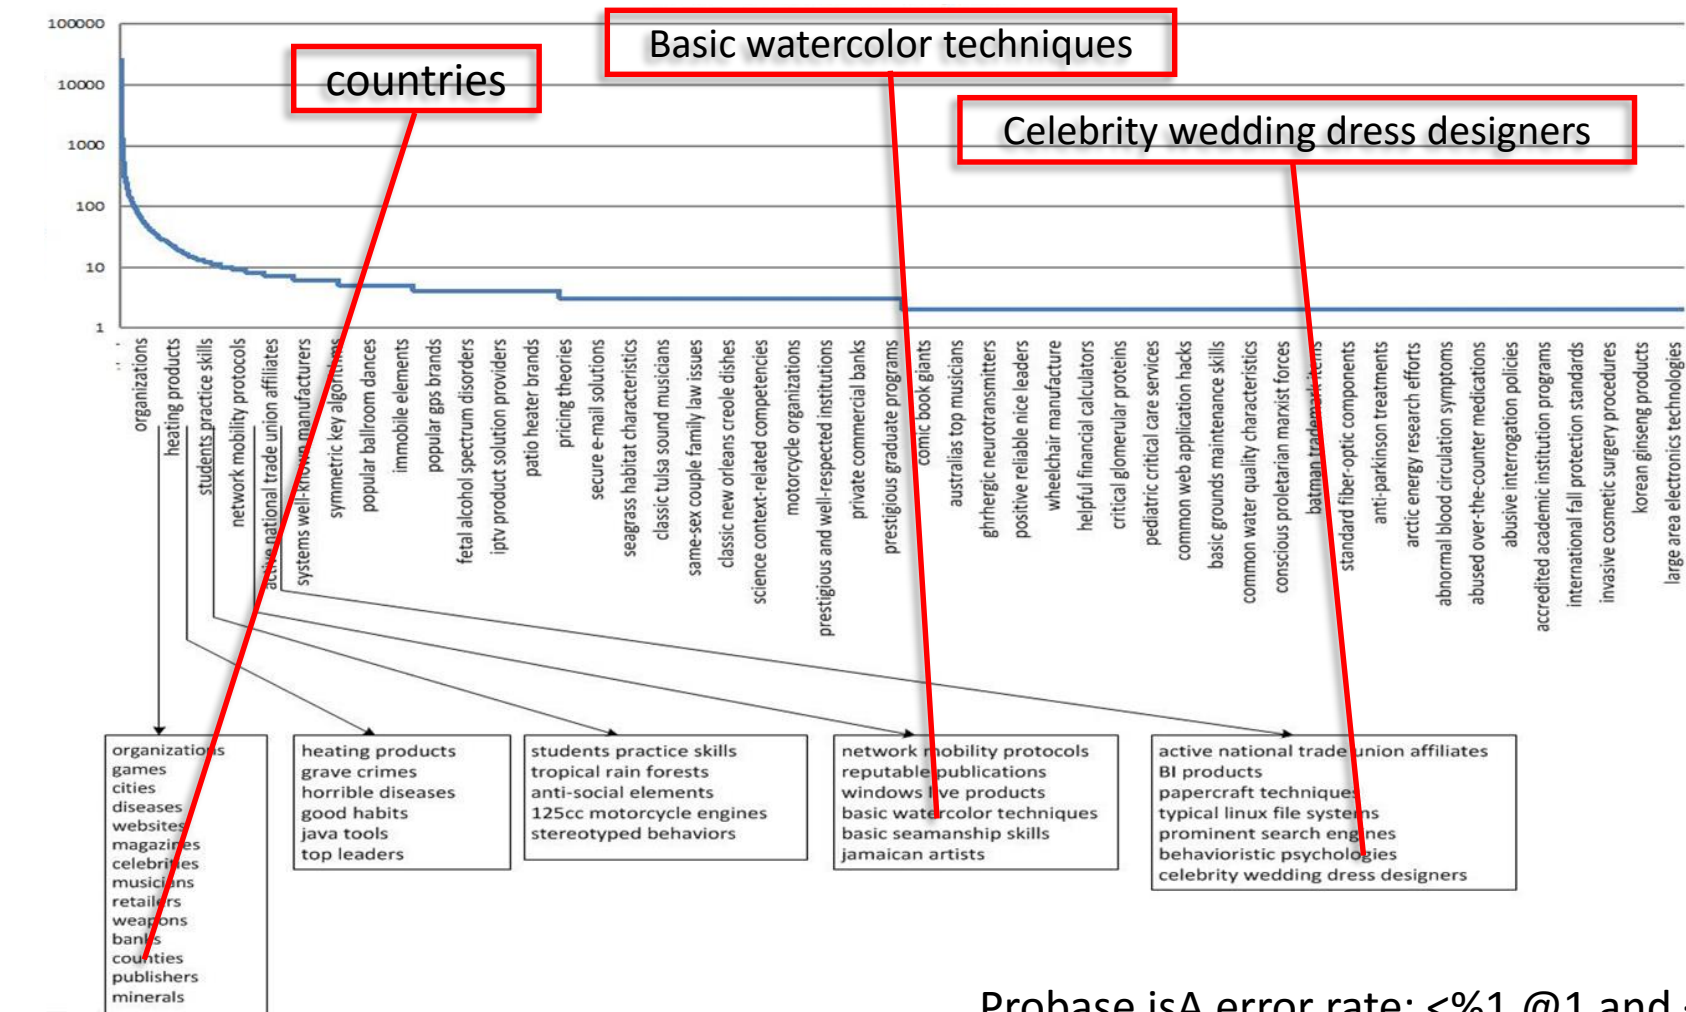 100000
10000
1000
100
10
1
countries
Basic watercolor techniques
Celebrity wedding dress designers
organizations
heating products
students practice skills
network mobility protocols
active national trade union affiliates
systems well-known manufacturers
symmetric key algorithms
popular ballroom dances
immobile elements
popular gps brands
fetal alcohol spectrum disorders
iptv product solution providers
patio heater brands
pricing theories
secure e-mail solutions
seagrass habitat characteristics
classic tulsa sound musicians
same-sex couple family law issues
classic new orleans creole dishes
science context-related competencies
motorcycle organizations
prestigious and well-respected institutions
private commercial banks
prestigious graduate programs
comic book giants
australias top musicians
ghrhergic neurotransmitters
positive reliable nice leaders
wheelchair manufacture
helpful financial calculators
critical glomerular proteins
pediatric critical care services
common web application hacks
basic grounds maintenance skills
common water quality characteristics
conscious proletarian marxist forces
batman trademark items
standard fiber-optic components
anti-parkinson treatments
arctic energy research efforts
abnormal blood circulation symptoms
abused over-the-counter medications
abusive interrogation policies
accredited academic institution programs
international fall protection standards
invasive cosmetic surgery procedures
korean ginseng products
large area electronics technologies
organizations
games
cities
diseases
websites
magazines
celebrities
musicians
retailers
weapons
banks
counties
publishers
minerals
heating products
grave crimes
horrible diseases
good habits
java tools
top leaders
students practice skills
tropical rain forests
anti-social elements
125cc motorcycle engines
stereotyped behaviors
network mobility protocols
reputable publications
windows live products
basic watercolor techniques
basic seamanship skills
jamaican artists
active national trade union affiliates
BI products
papercraft techniques
typical linux file systems
prominent search engines
behavioristic psychologies
celebrity wedding dress designers
Probase isA error rate: <%1 @1 and